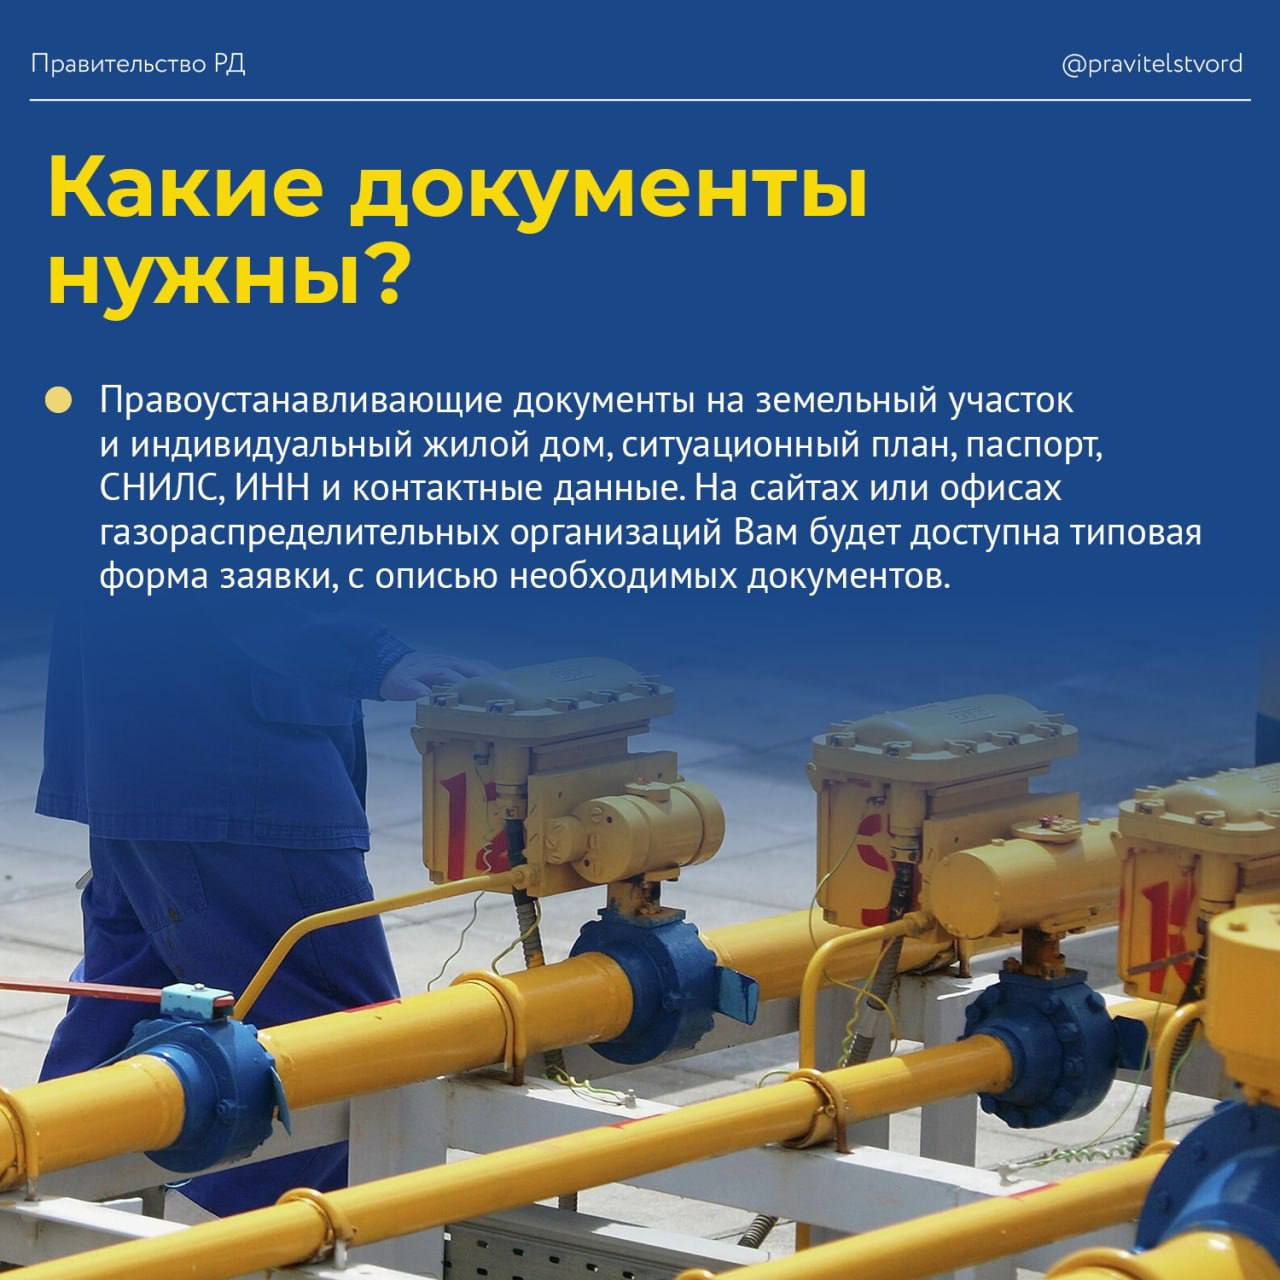 Правительство РД
@pravitelstvord
Какие документы
нужны?
Правоустанавливающие документы на земельный участок
и индивидуальный жилой дом, ситуационный план, паспорт,
СНИЛС, ИНН и контактные данные. На сайтах или офисах
газораспределительных организаций Вам будет доступна типовая
форма заявки, с описью необходимых документов.